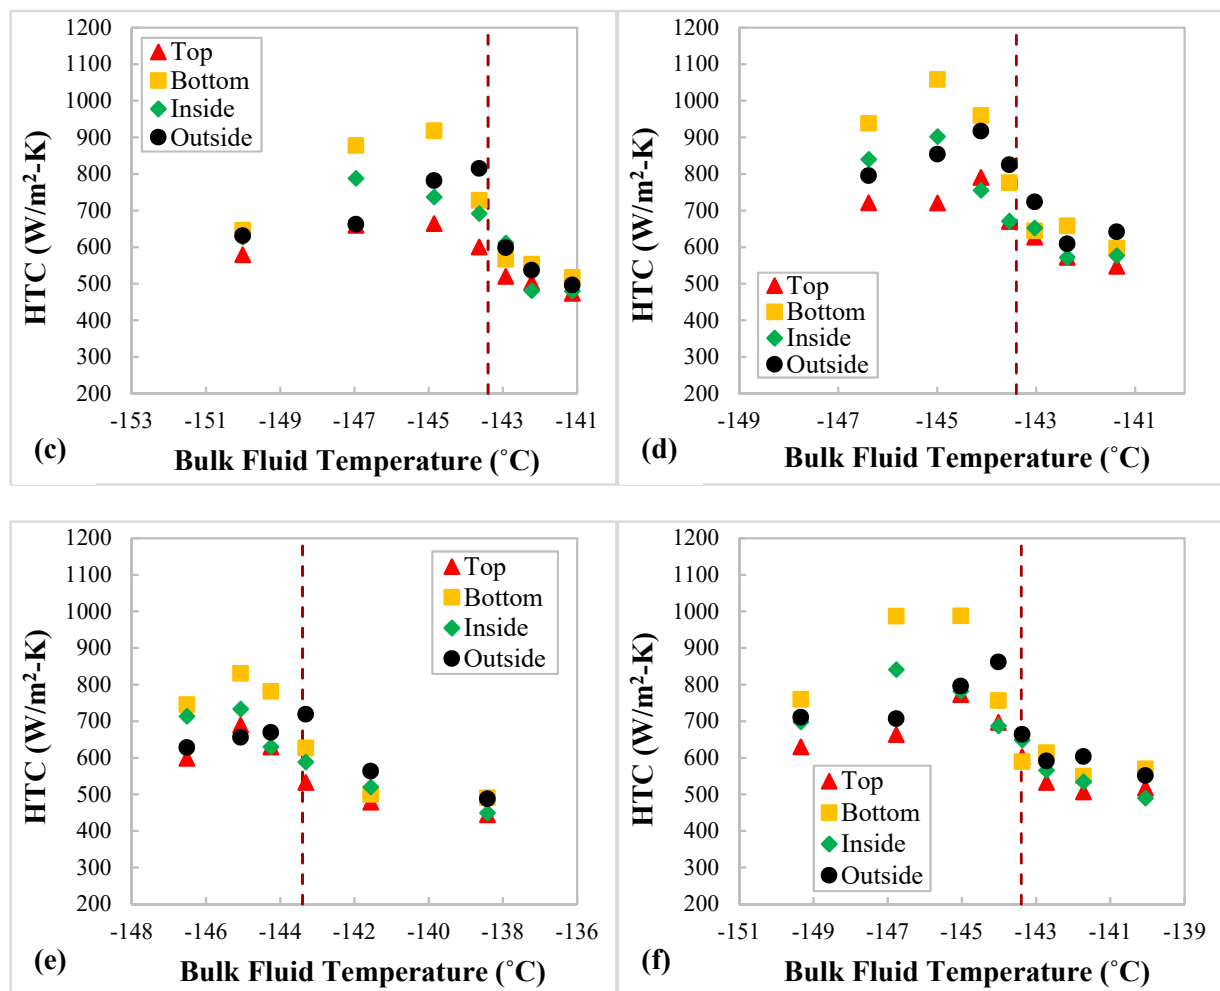 1200
1100
1000
900
800
700
600
500
400
300
200
HTC (W/m²-K)
Top
Bottom
Inside
Outside
-153 -151 -149 -147 -145 -143 -141
(c) Bulk Fluid Temperature (˚C)
1200
1100
1000
900
800
700
600
500
400
300
200
HTC (W/m²-K)
Top
Bottom
Inside
Outside
-149 -147 -145 -143 -141
(d) Bulk Fluid Temperature (˚C)
1200
1100
1000
900
800
700
600
500
400
300
200
HTC (W/m²-K)
Top
Bottom
Inside
Outside
-148 -146 -144 -142 -140 -138 -136
(e) Bulk Fluid Temperature (˚C)
1200
1100
1000
900
800
700
600
500
400
300
200
HTC (W/m²-K)
Top
Bottom
Inside
Outside
-151 -149 -147 -145 -143 -141 -139
(f) Bulk Fluid Temperature (˚C)